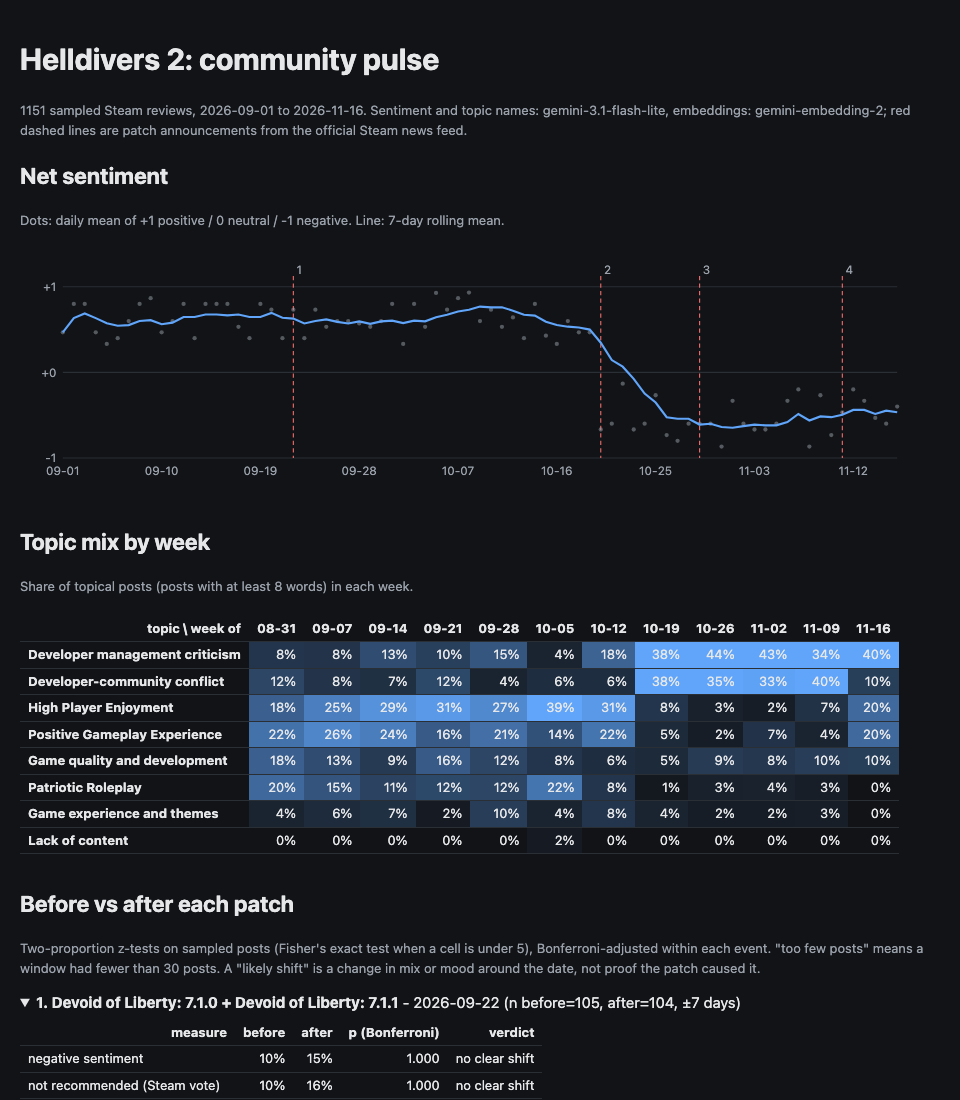 Helldivers 2: community pulse
1151 sampled Steam reviews, 2026-09-01 to 2026-11-16. Sentiment and topic names: gemini-3.1-flash-lite, embeddings: gemini-embedding-2; red
dashed lines are patch announcements from the official Steam news feed.
Net sentiment
Dots: daily mean of +1 positive / 0 neutral / -1 negative. Line: 7-day rolling mean.
1 2 3 4
+1
+0
-1
09-01 09-10 09-19 09-28 10-07 10-16 10-25 11-03 11-12
Topic mix by week
Share of topical posts (posts with at least 8 words) in each week.
topic \ week of 08-31 09-07 09-14 09-21 09-28 10-05 10-12 10-19 10-26 11-02 11-09 11-16
Developer management criticism 8% 8% 13% 10% 15% 4% 18% 38% 44% 43% 34% 40%
Developer-community conflict 12% 8% 7% 12% 4% 6% 6% 38% 35% 33% 40% 10%
High Player Enjoyment 18% 25% 29% 31% 27% 39% 31% 8% 3% 2% 7% 20%
Positive Gameplay Experience 22% 26% 24% 16% 21% 14% 22% 5% 2% 7% 4% 20%
Game quality and development 18% 13% 9% 16% 12% 8% 6% 5% 9% 8% 10% 10%
Patriotic Roleplay 20% 15% 11% 12% 12% 22% 8% 1% 3% 4% 3% 0%
Game experience and themes 4% 6% 7% 2% 10% 4% 8% 4% 2% 2% 3% 0%
Lack of content 0% 0% 0% 0% 0% 2% 0% 0% 0% 0% 0% 0%
Before vs after each patch
Two-proportion z-tests on sampled posts (Fisher's exact test when a cell is under 5), Bonferroni-adjusted within each event. "too few posts" means a
window had fewer than 30 posts. A "likely shift" is a change in mix or mood around the date, not proof the patch caused it.
▼ 1. Devoid of Liberty: 7.1.0 + Devoid of Liberty: 7.1.1 - 2026-09-22 (n before=105, after=104, ±7 days)
measure before after p (Bonferroni) verdict
negative sentiment 10% 15% 1.000 no clear shift
not recommended (Steam vote) 10% 16% 1.000 no clear shift